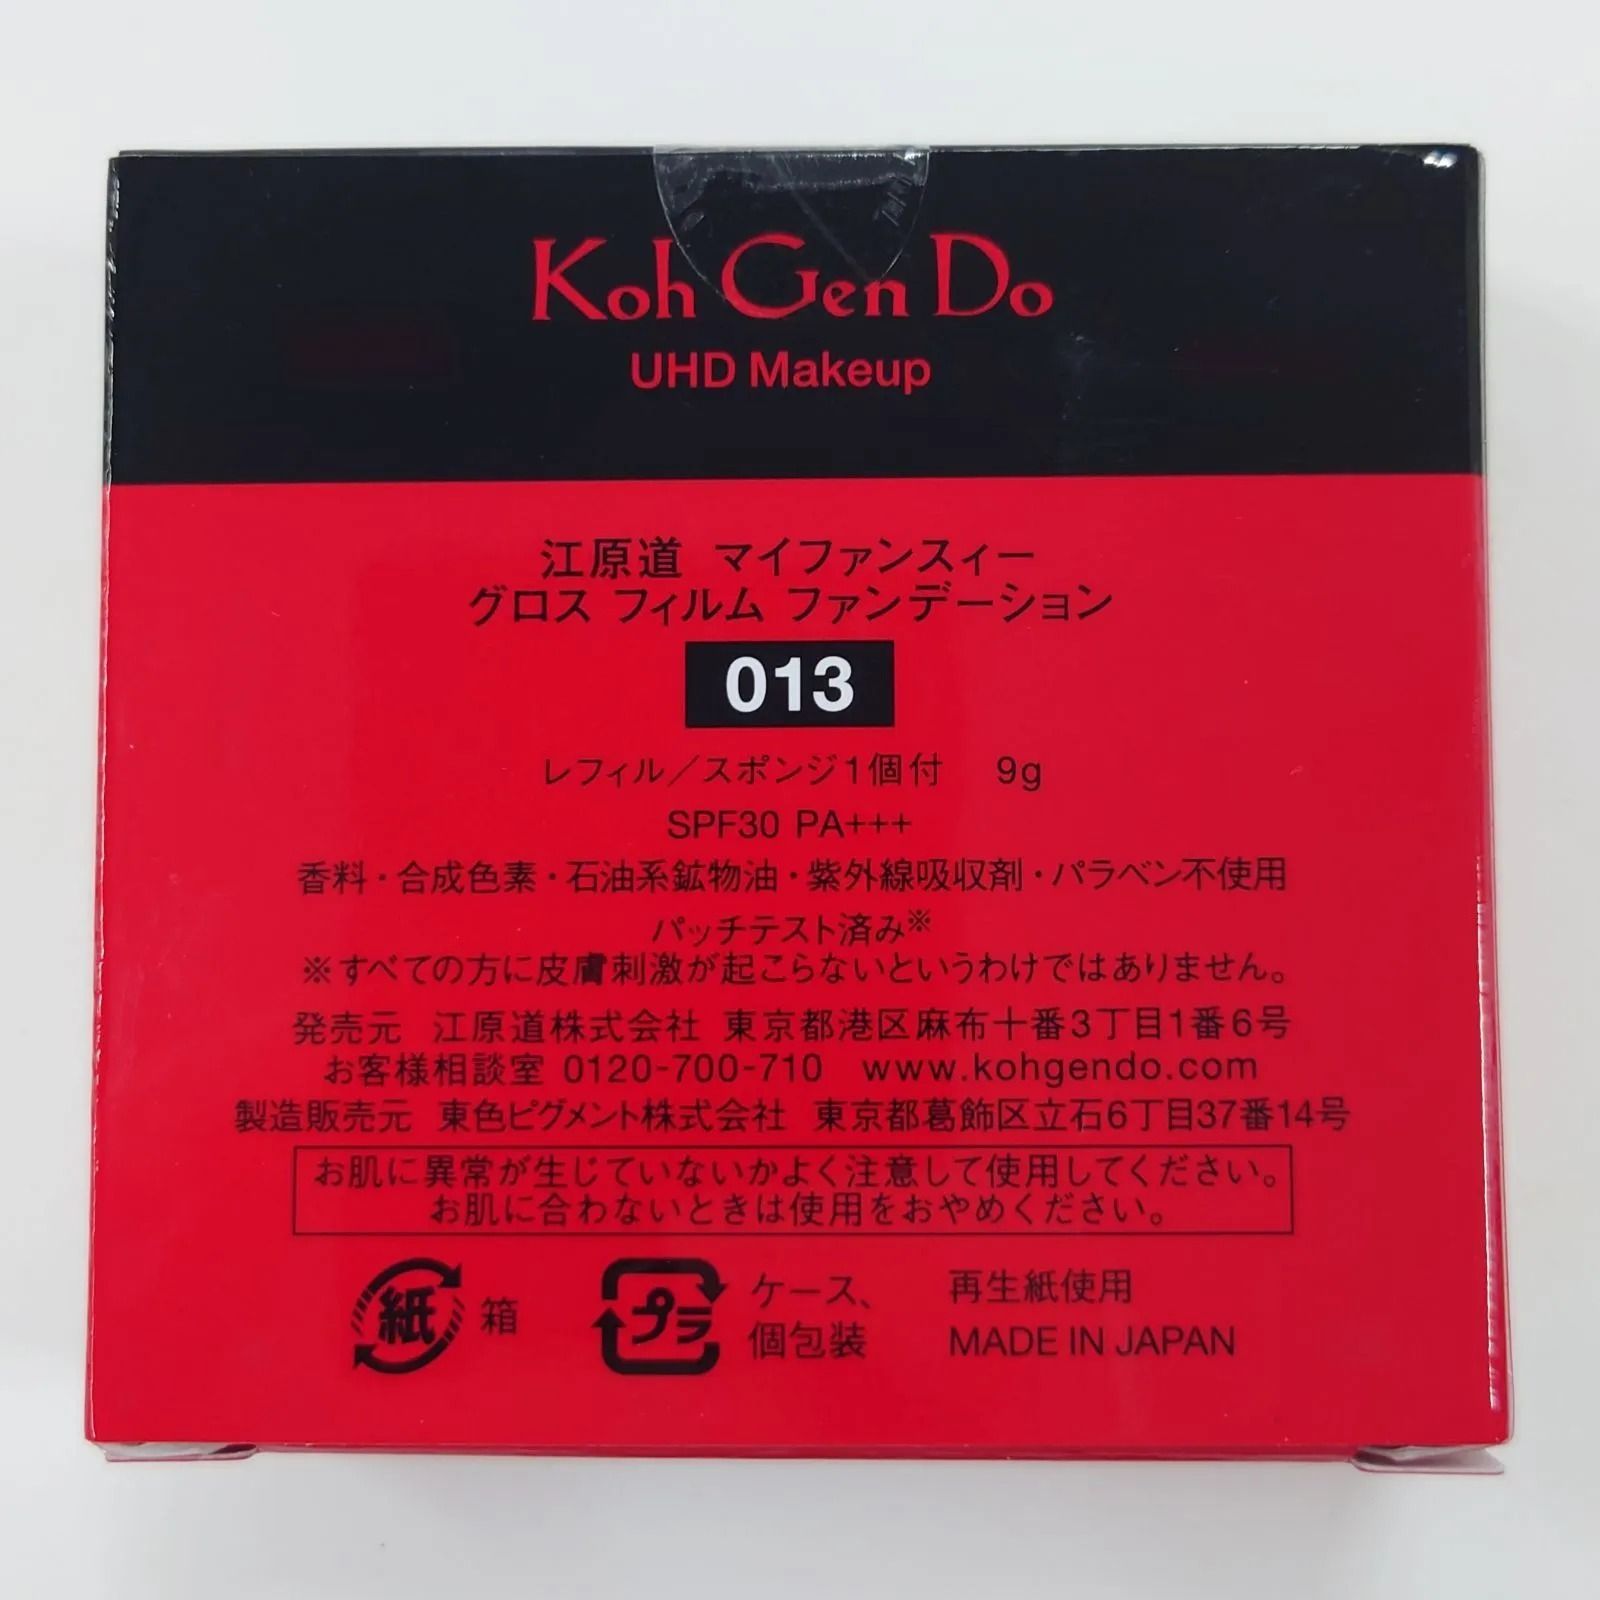 Koh Gen Do
UHD Makeup
江原道 マイファンスィー
グロス フィルム ファンデーション
013
レフィル／スポンジ1個付 9g
SPF30 PA+++
香料・合成色素・石油系鉱物油・紫外線吸収剤・パラベン不使用
パッチテスト済み※
※すべての方に皮膚刺激が起こらないというわけではありません。
発売元 江原道株式会社 東京都港区麻布十番3丁目1番6号
お客様相談室 0120-700-710 www.kohgendo.com
製造販売元 東色ピグメント株式会社 東京都葛飾区立石6丁目37番14号
お肌に異常が生じていないかよく注意して使用してください。
お肌に合わないときは使用をおやめください。
紙 箱
プラ ケース、
個包装
再生紙使用
MADE IN JAPAN